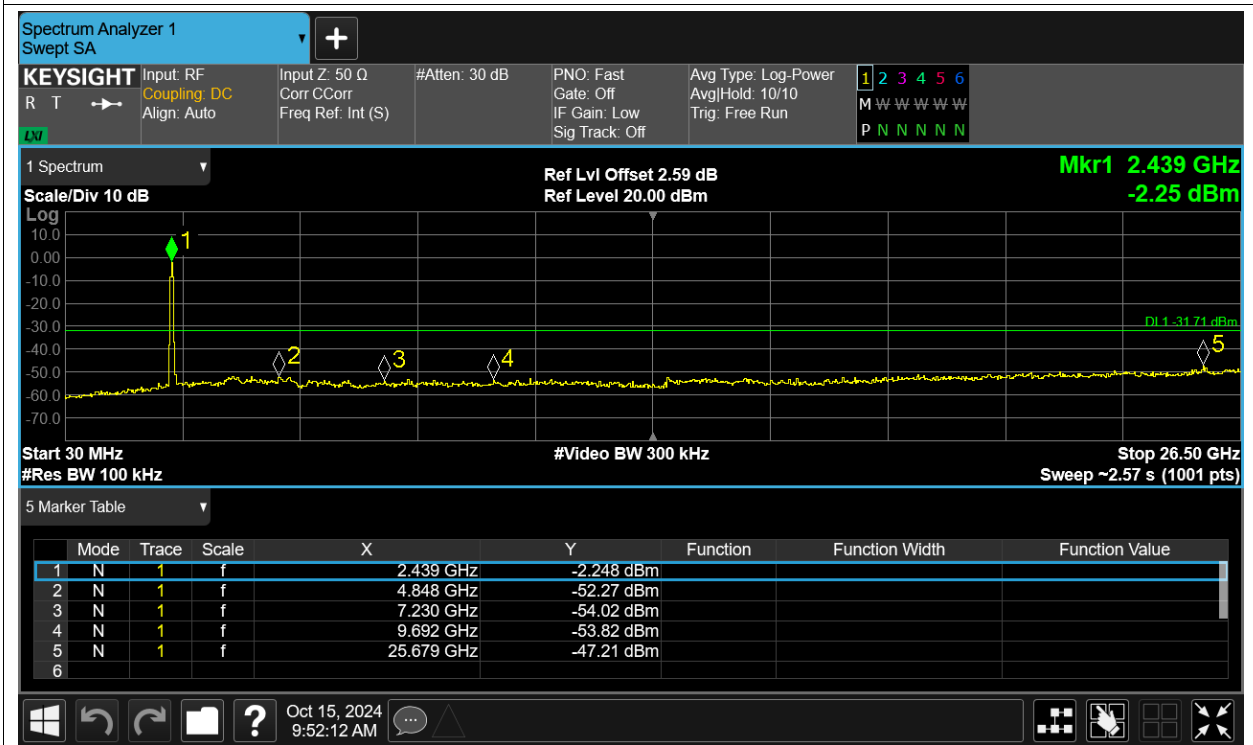 Spectrum Analyzer 1
Swept SA
+
KEYSIGHT
R T
LXI
Input: RF
Coupling: DC
Align: Auto
Input Z: 50 Ω
Corr CCorr
Freq Ref: Int (S)
#Atten: 30 dB
PNO: Fast
Gate: Off
IF Gain: Low
Sig Track: Off
Avg Type: Log-Power
Avg|Hold: 10/10
Trig: Free Run
1 2 3 4 5 6
M W W W W W
P N N N N N
1 Spectrum
Scale/Div 10 dB
Ref Lvl Offset 2.59 dB
Ref Level 20.00 dBm
Mkr1 2.439 GHz
-2.25 dBm
Log
10.0
0.00
-10.0
-20.0
-30.0
-40.0
-50.0
-60.0
-70.0
1
2
3
4
5
DL1 -31.71 dBm
Start 30 MHz
#Res BW 100 kHz
#Video BW 300 kHz
Stop 26.50 GHz
Sweep ~2.57 s (1001 pts)
5 Marker Table
Mode Trace Scale X Y Function Function Width Function Value
1 N 1 f 2.439 GHz -2.248 dBm
2 N 1 f 4.848 GHz -52.27 dBm
3 N 1 f 7.230 GHz -54.02 dBm
4 N 1 f 9.692 GHz -53.82 dBm
5 N 1 f 25.679 GHz -47.21 dBm
6
?
Oct 15, 2024
9:52:12 AM